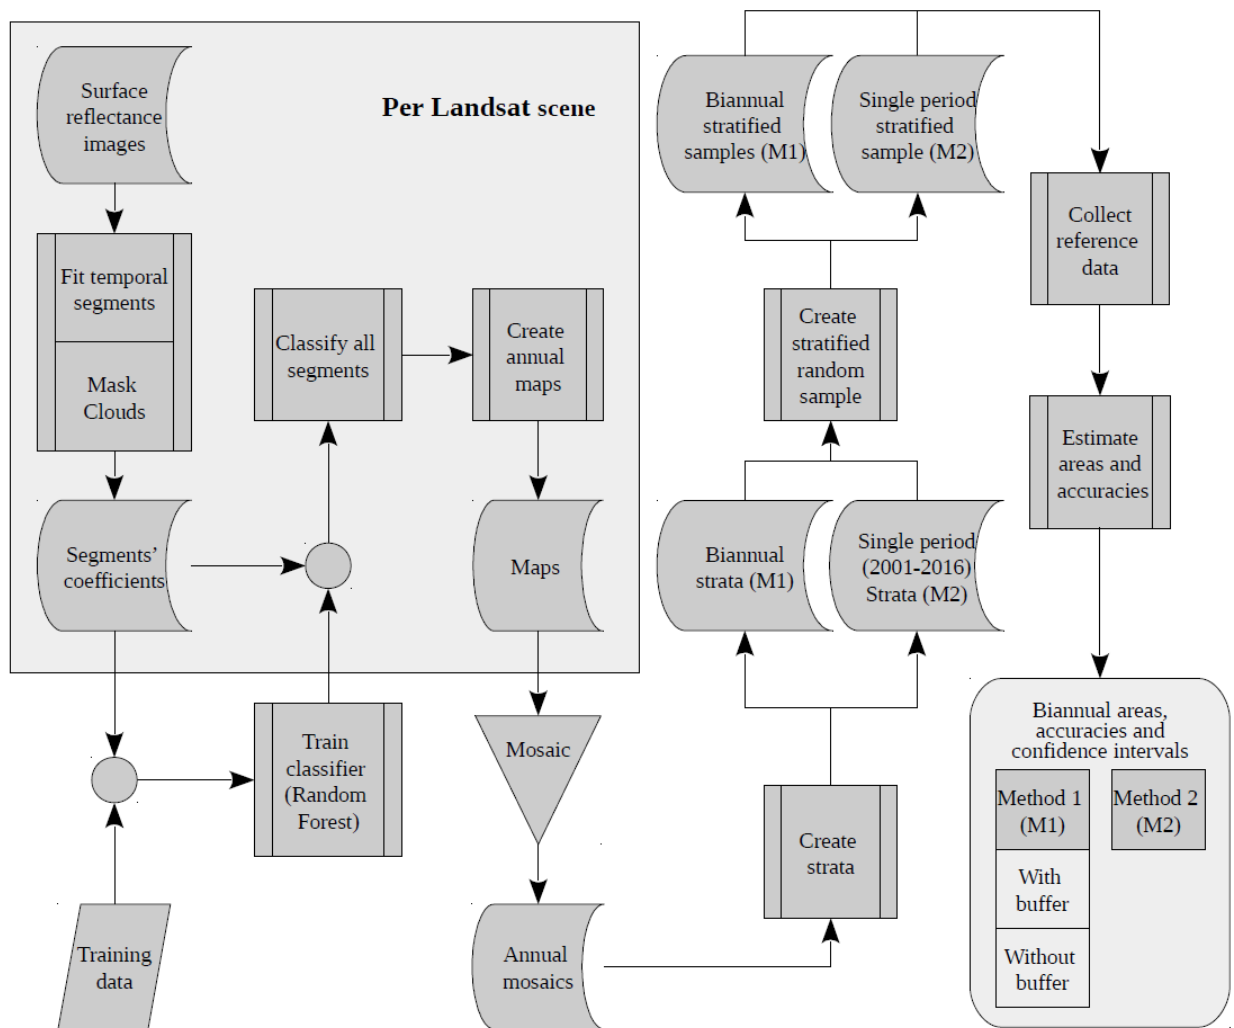 Surface
reflectance
images
Per Landsat scene
Fit temporal
segments
Mask
Clouds
Segments’
coefficients
Classify all
segments
Create
annual
maps
Maps
Train
classifier
(Random
Forest)
Training
data
Mosaic
Annual
mosaics
Create
strata
Biannual
strata (M1)
Single period
(2001-2016)
Strata (M2)
Create
stratified
random
sample
Biannual
stratified
samples (M1)
Single period
stratified
sample (M2)
Collect
reference
data
Estimate
areas and
accuracies
Biannual areas,
accuracies and
confidence intervals
Method 1
(M1)
With
buffer
Without
buffer
Method 2
(M2)